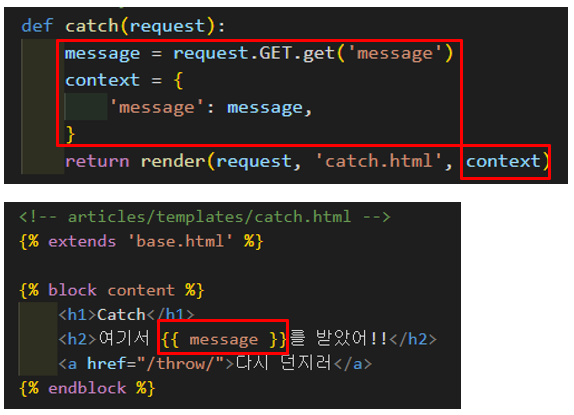 def catch(request):
    message = request.GET.get('message')
    context = {
        'message': message,
    }
    return render(request, 'catch.html', context)
<!-- articles/templates/catch.html -->
{% extends 'base.html' %}
{% block content %}
    <h1>Catch</h1>
    <h2>여기서 {{ message }}를 받았어!!</h2>
    <a href="/throw/">다시 던지러</a>
{% endblock %}